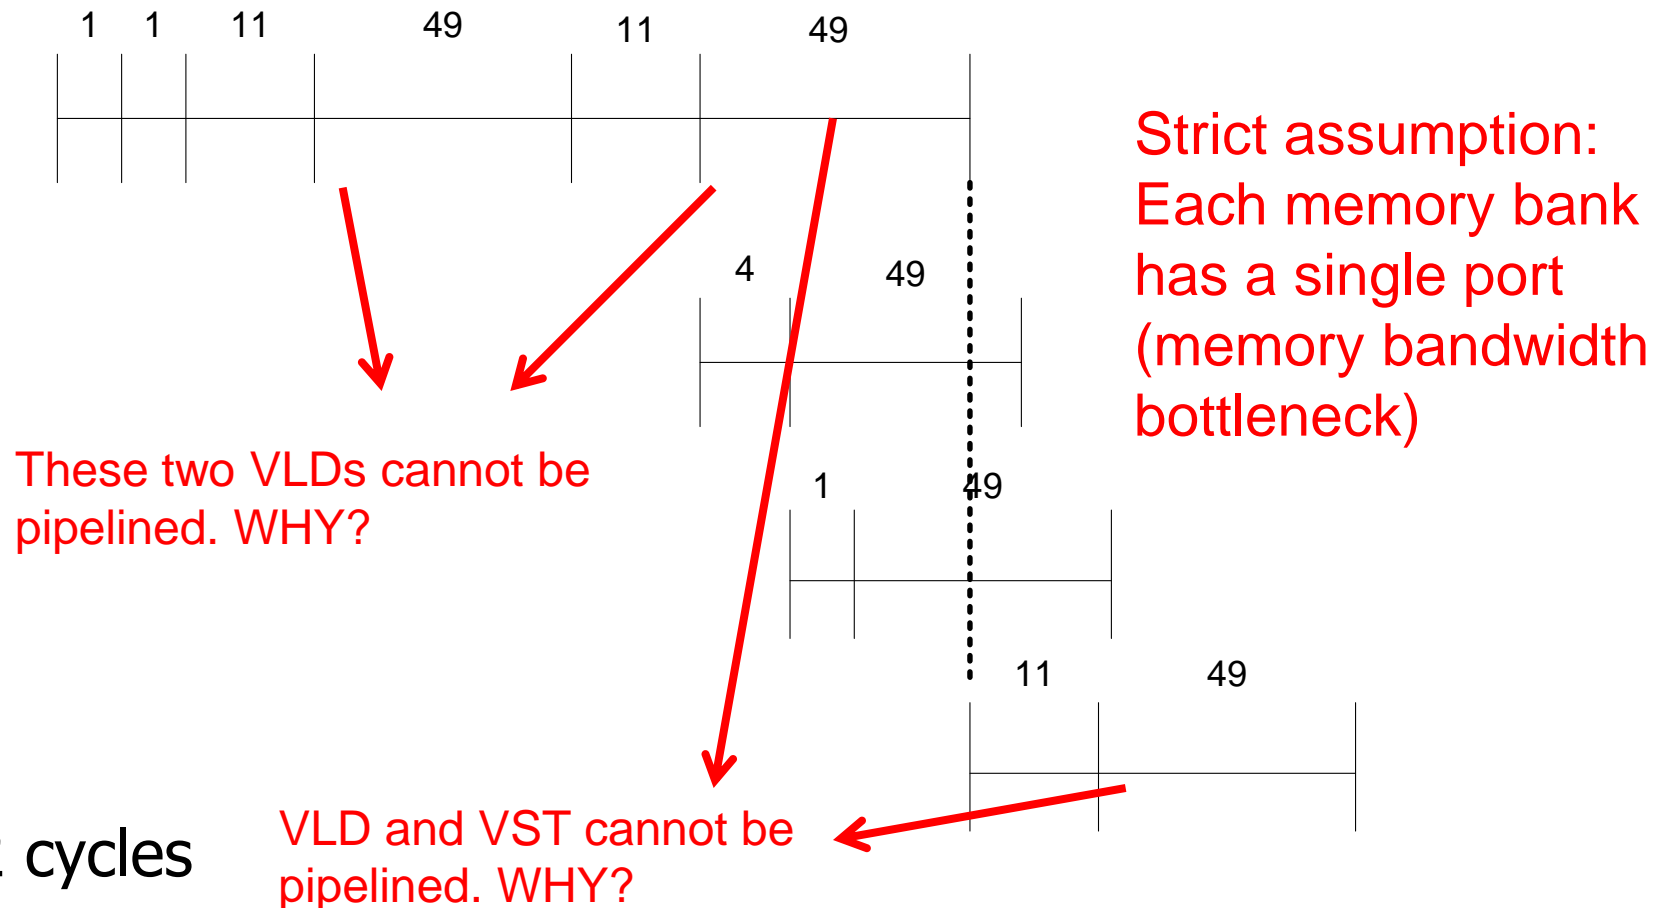 1 1 11 49 11 49
Strict assumption:
Each memory bank
has a single port
(memory bandwidth
bottleneck)
4 49
These two VLDs cannot be
pipelined. WHY?
1 49
11 49
cycles
VLD and VST cannot be
pipelined. WHY?